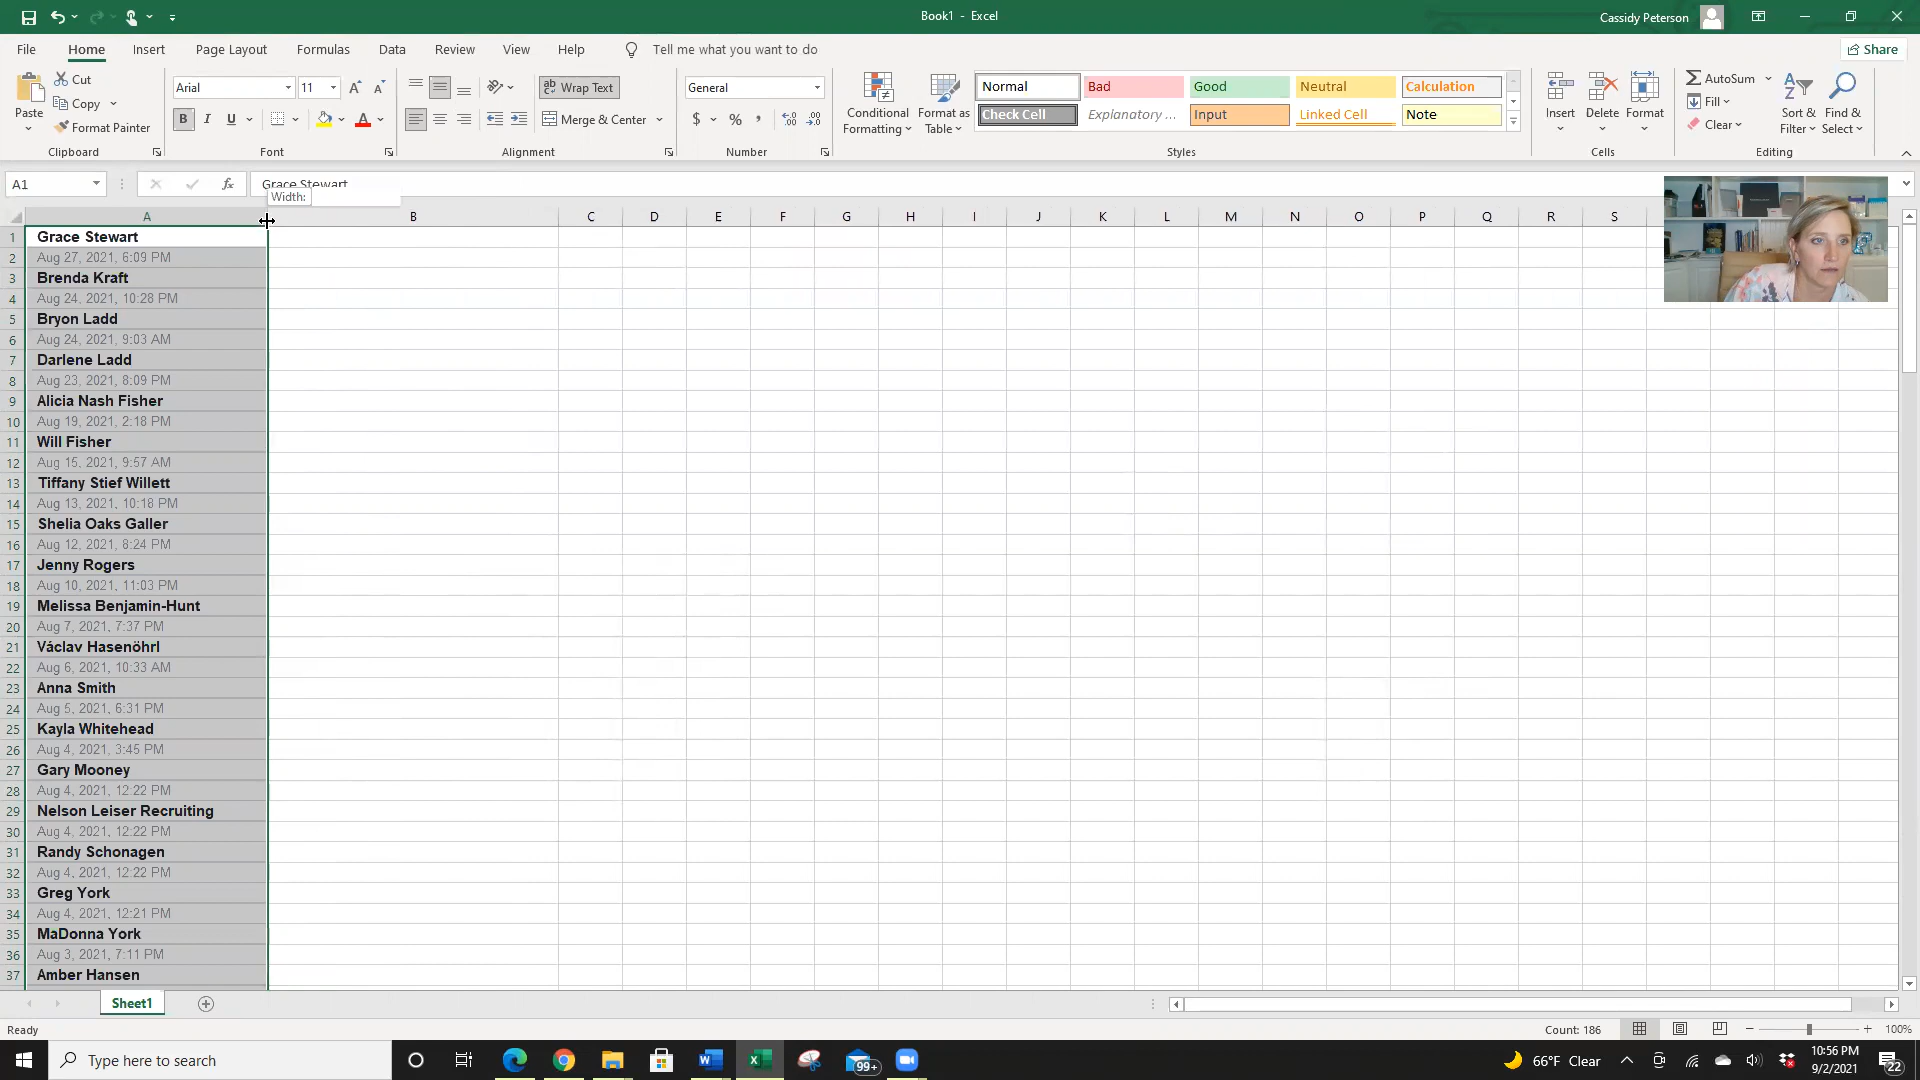 Book1 - Excel
Cassidy Peterson
File Home Insert Page Layout Formulas Data Review View Help Tell me what you want to do
Share
Paste
Cut
Copy
Format Painter
Clipboard
Arial 11
B I U
Font
Wrap Text
Merge & Center
Alignment
General
$ % ,
Number
Conditional Formatting
Format as Table
Normal Bad Good Neutral Calculation
Check Cell Explanatory ... Input Linked Cell Note
Styles
Insert Delete Format
Cells
AutoSum
Fill
Clear
Sort & Filter
Find & Select
Editing
A1 fx Grace Stewart
Width:
A B C D E F G H I J K L M N O P Q R S
1 Grace Stewart
2 Aug 27, 2021, 6:09 PM
3 Brenda Kraft
4 Aug 24, 2021, 10:28 PM
5 Bryon Ladd
6 Aug 24, 2021, 9:03 AM
7 Darlene Ladd
8 Aug 23, 2021, 8:09 PM
9 Alicia Nash Fisher
10 Aug 19, 2021, 2:18 PM
11 Will Fisher
12 Aug 15, 2021, 9:57 AM
13 Tiffany Stief Willett
14 Aug 13, 2021, 10:18 PM
15 Shelia Oaks Galler
16 Aug 12, 2021, 8:24 PM
17 Jenny Rogers
18 Aug 10, 2021, 11:03 PM
19 Melissa Benjamin-Hunt
20 Aug 7, 2021, 7:37 PM
21 Václav Hasenöhrl
22 Aug 6, 2021, 10:33 AM
23 Anna Smith
24 Aug 5, 2021, 6:31 PM
25 Kayla Whitehead
26 Aug 4, 2021, 3:45 PM
27 Gary Mooney
28 Aug 4, 2021, 12:22 PM
29 Nelson Leiser Recruiting
30 Aug 4, 2021, 12:22 PM
31 Randy Schonagen
32 Aug 4, 2021, 12:22 PM
33 Greg York
34 Aug 4, 2021, 12:21 PM
35 MaDonna York
36 Aug 3, 2021, 7:11 PM
37 Amber Hansen
Sheet1
Ready
Count: 186
100%
Type here to search
99+
66°F Clear
10:56 PM
9/2/2021
22